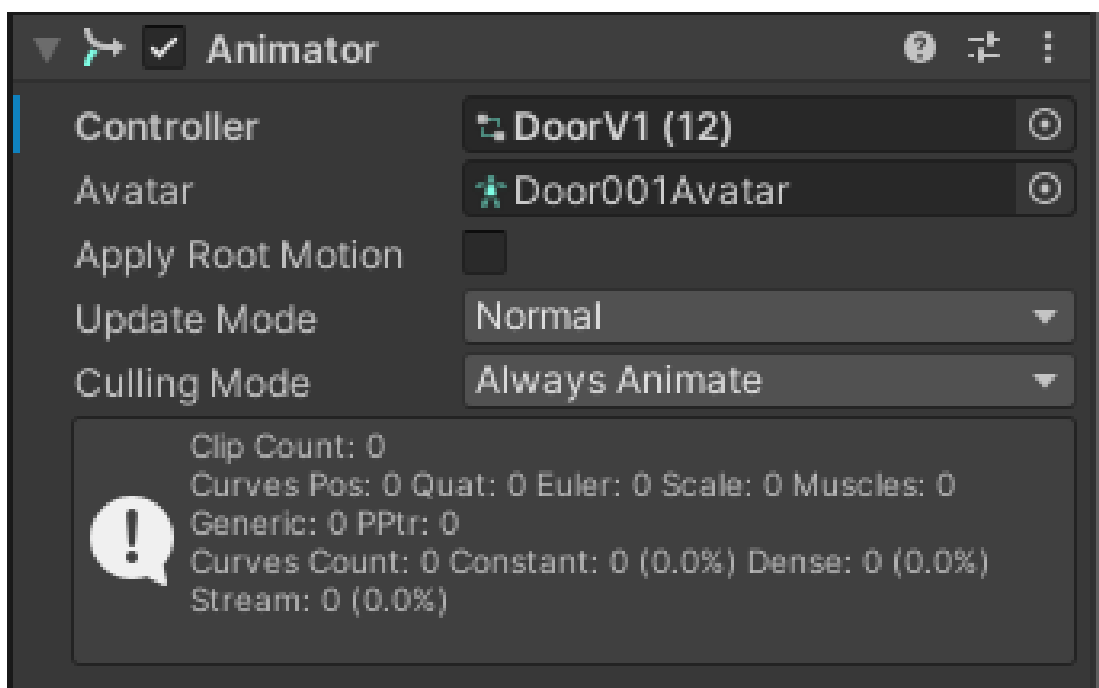 Animator
Controller DoorV1 (12)
Avatar Door001Avatar
Apply Root Motion
Update Mode Normal
Culling Mode Always Animate
Clip Count: 0
Curves Pos: 0 Quat: 0 Euler: 0 Scale: 0 Muscles: 0
Generic: 0 PPtr: 0
Curves Count: 0 Constant: 0 (0.0%) Dense: 0 (0.0%)
Stream: 0 (0.0%)